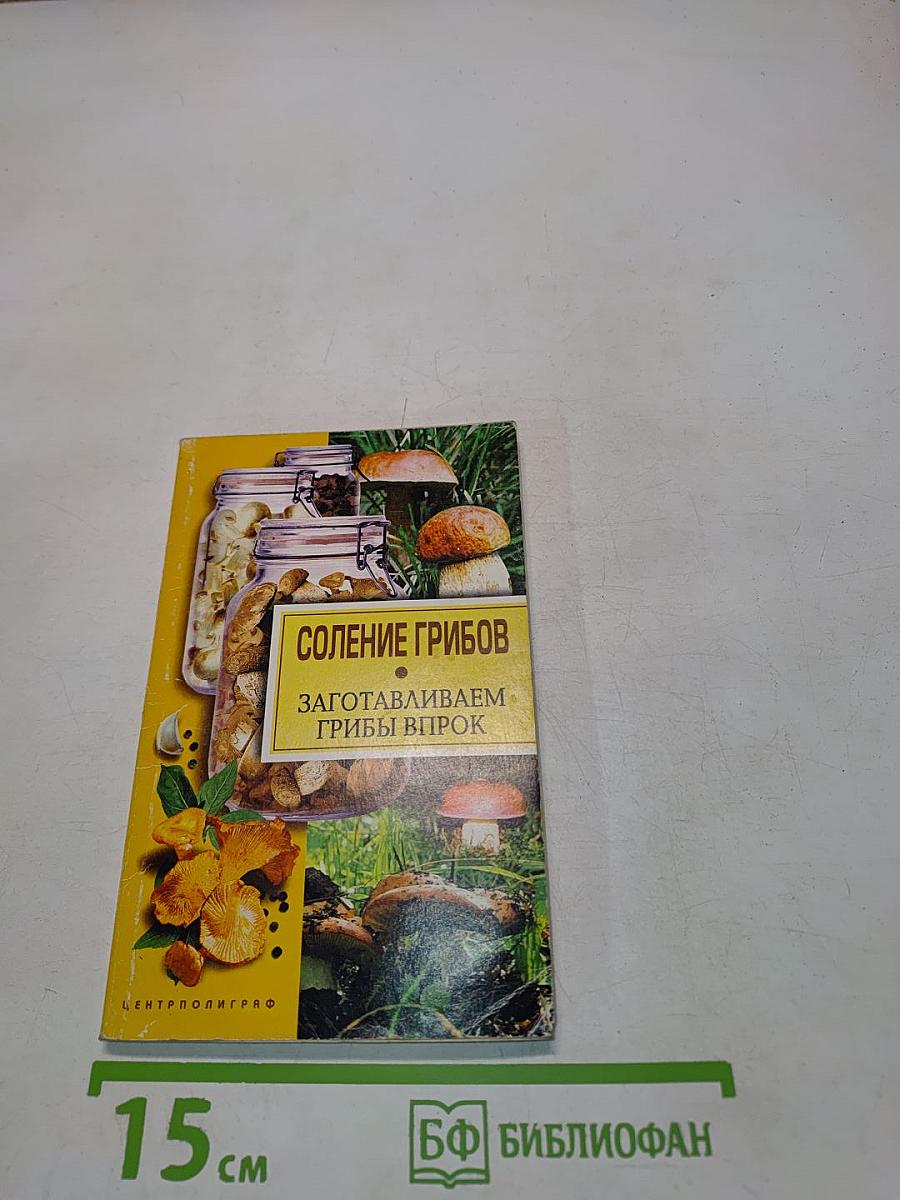 СОЛЕНИЕ ГРИБОВ
ЗАГОТАВЛИВАЕМ
ГРИБЫ ВПРОК
ЦЕНТРПОЛИГРАФ
15 см
БФ БИБЛИОФАН